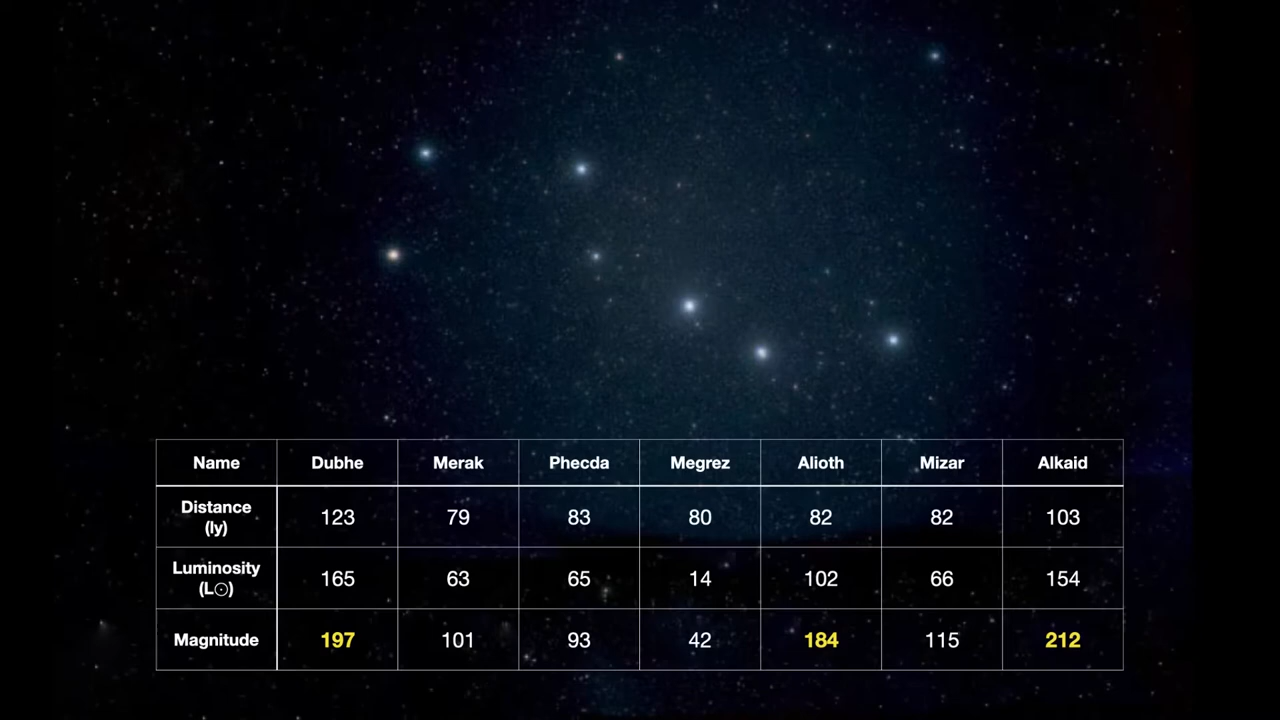 Name Dubhe Merak Phecda Megrez Alioth Mizar Alkaid
Distance (ly) 123 79 83 80 82 82 103
Luminosity (L☉) 165 63 65 14 102 66 154
Magnitude 197 101 93 42 184 115 212